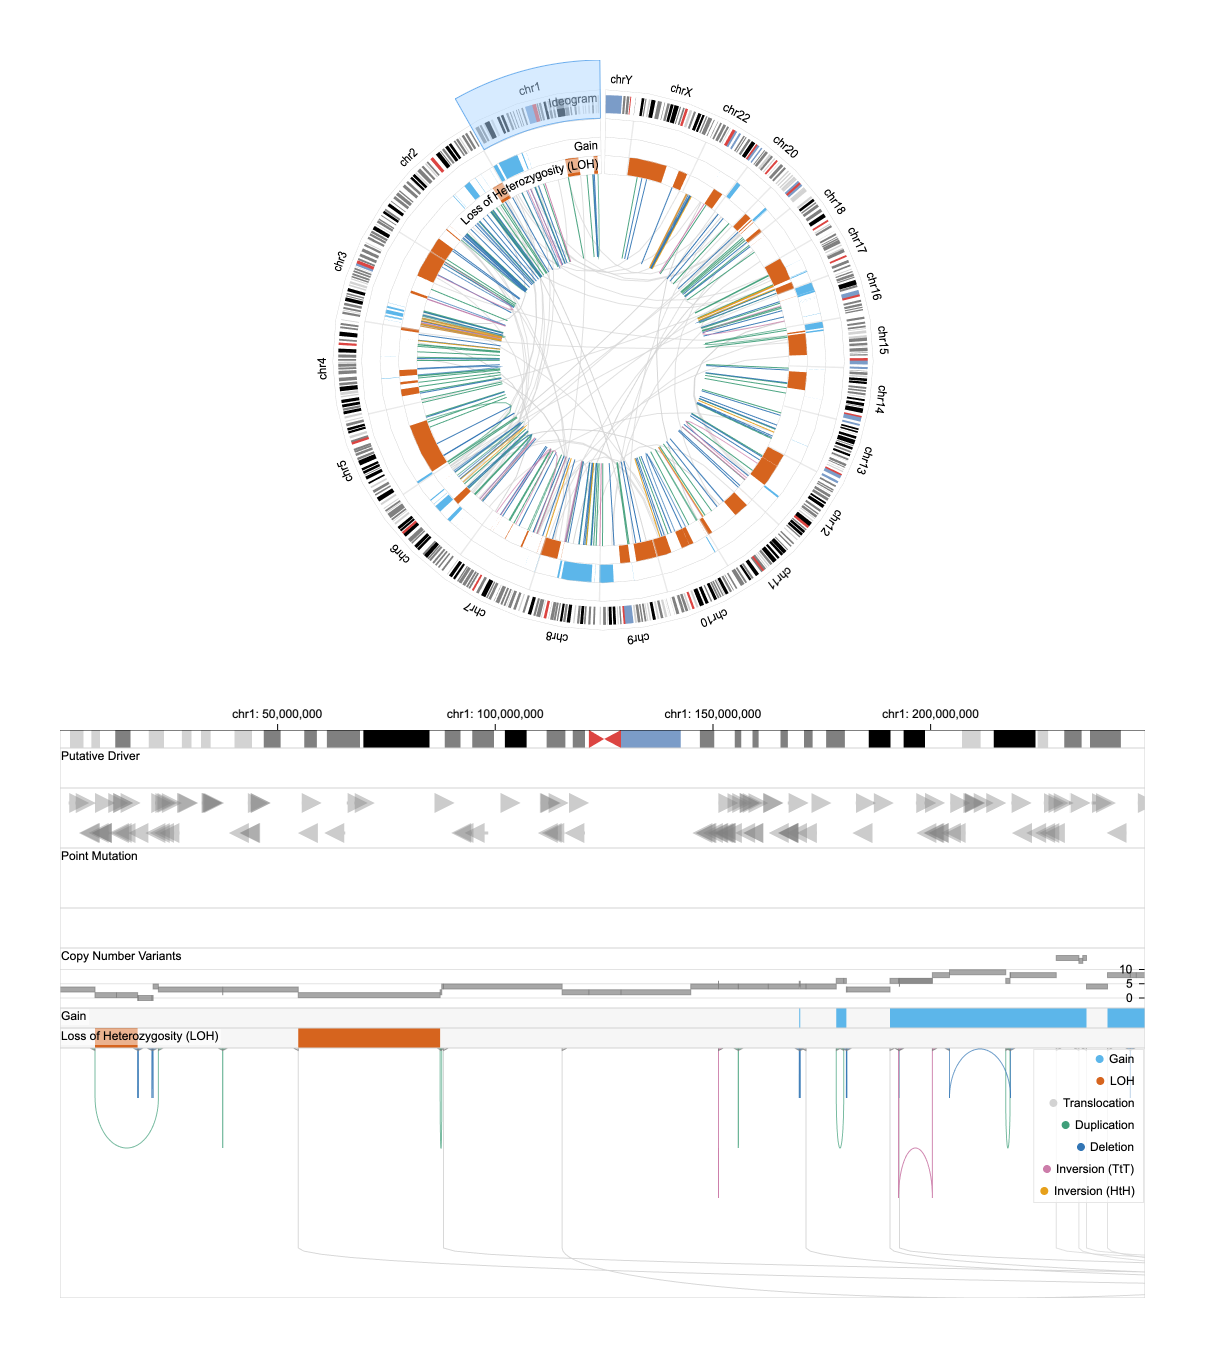 chrY
chrX
chr22
chr20
chr18
chr17
chr16
chr15
chr14
chr13
chr12
chr11
chr10
chr9
chr8
chr7
chr6
chr5
chr4
chr3
chr2
chr1
Ideogram
Gain
Loss of Heterozygosity (LOH)
chr1: 50,000,000 chr1: 100,000,000 chr1: 150,000,000 chr1: 200,000,000
Putative Driver
Point Mutation
Copy Number Variants
10
5
0
Gain
Loss of Heterozygosity (LOH)
Gain
LOH
Translocation
Duplication
Deletion
Inversion (TtT)
Inversion (HtH)